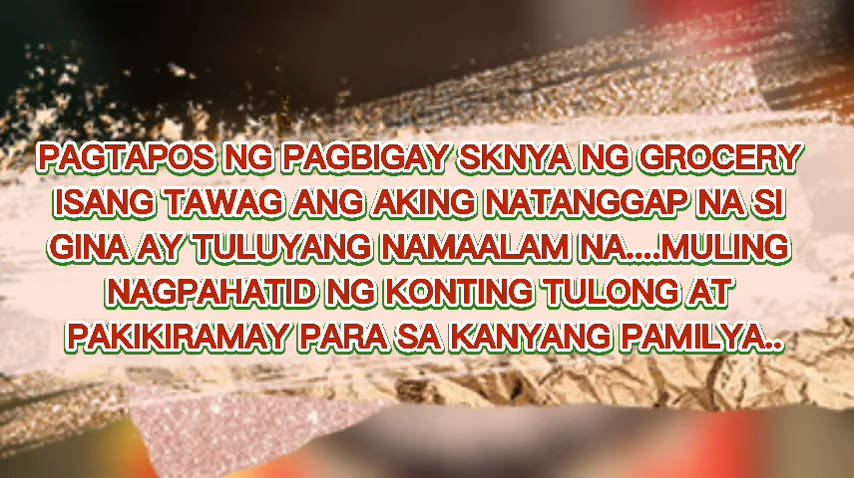 PAGTAPOS NG PAGBIGAY SKNYA NG GROCERY
ISANG TAWAG ANG AKING NATANGGAP NA SI
GINA AY TULUYANG NAMAALAM NA....MULING
NAGPAHATID NG KONTING TULONG AT
PAKIKIRAMAY PARA SA KANYANG PAMILYA..